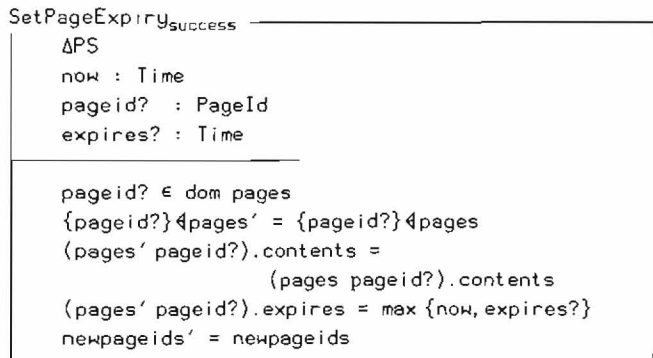 SetPageExpiry_success
ΔPS
now : Time
pageid? : PageId
expires? : Time
pageid? ∈ dom pages
{pageid?}⩤pages′ = {pageid?}⩤pages
(pages′ pageid?).contents =
(pages pageid?).contents
(pages′ pageid?).expires = max {now, expires?}
newpageids′ = newpageids